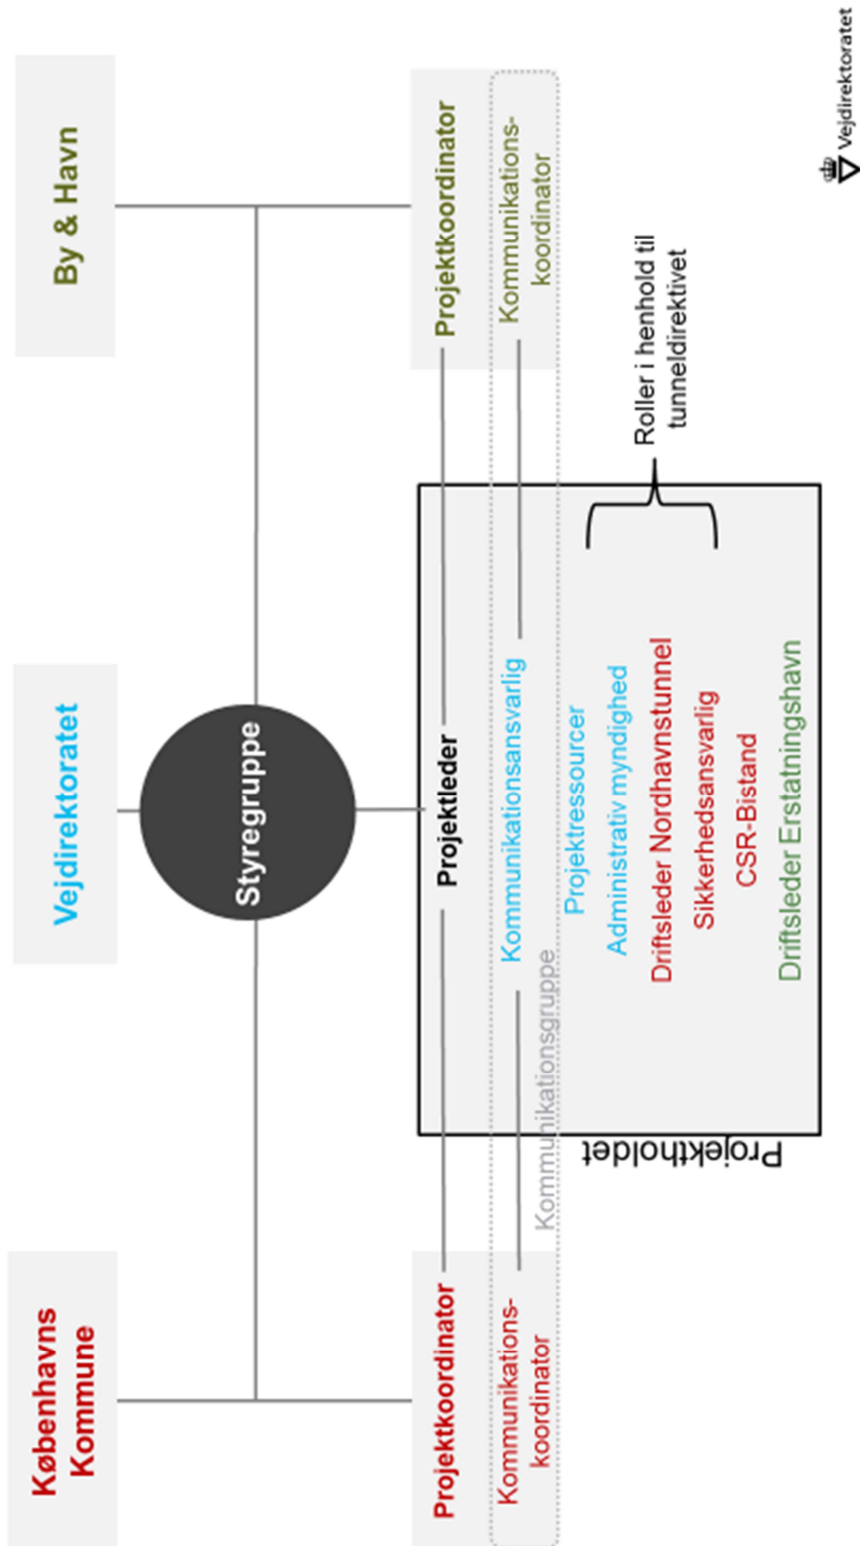 Københavns
Kommune
Vejdirektoratet
By & Havn
Styregruppe
Projektkoordinator
Projektleder
Projektkoordinator
Kommunikations-
koordinator
Kommunikationsansvarlig
Kommunikations-
koordinator
Kommunikationsgruppe
Projektressourcer
Administrativ myndighed
Driftsleder Nordhavnstunnel
Sikkerhedsansvarlig
CSR-Bistand
Driftsleder Erstatningshavn
Projektholdet
Roller i henhold til
tunneldirektivet
Vejdirektoratet